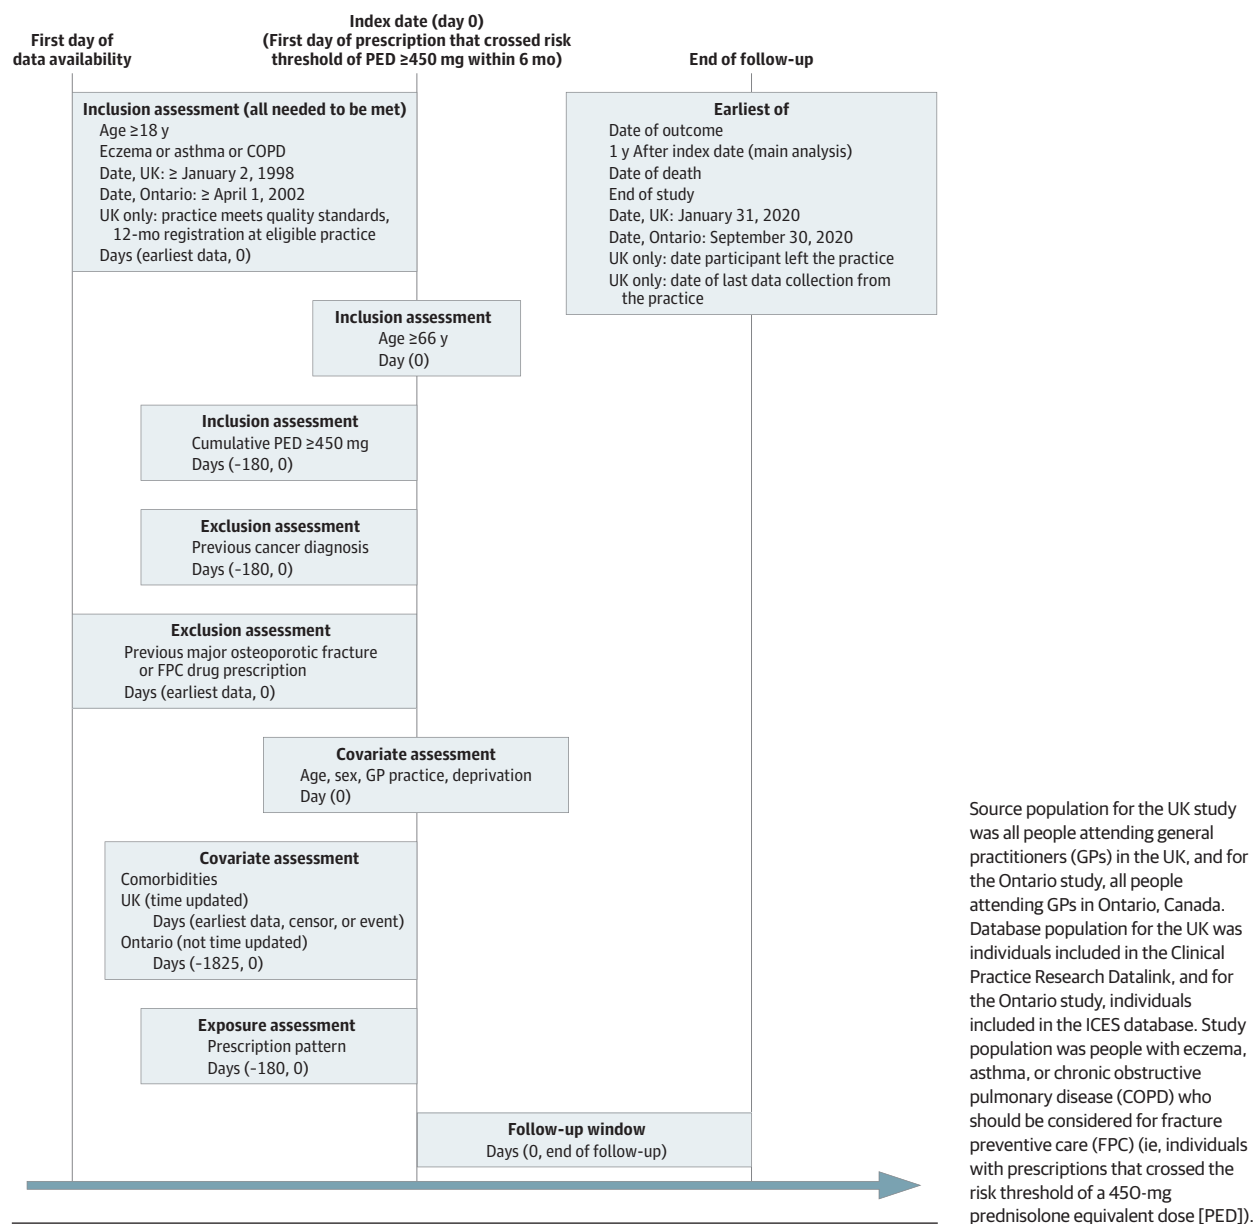 First day of
data availability
Index date (day 0)
(First day of prescription that crossed risk
threshold of PED ≥450 mg within 6 mo)
End of follow-up
Inclusion assessment (all needed to be met)
Age ≥18 y
Eczema or asthma or COPD
Date, UK: ≥ January 2, 1998
Date, Ontario: ≥ April 1, 2002
UK only: practice meets quality standards,
12-mo registration at eligible practice
Days (earliest data, 0)
Earliest of
Date of outcome
1 y After index date (main analysis)
Date of death
End of study
Date, UK: January 31, 2020
Date, Ontario: September 30, 2020
UK only: date participant left the practice
UK only: date of last data collection from
the practice
Inclusion assessment
Age ≥66 y
Day (0)
Inclusion assessment
Cumulative PED ≥450 mg
Days (-180, 0)
Exclusion assessment
Previous cancer diagnosis
Days (-180, 0)
Exclusion assessment
Previous major osteoporotic fracture
or FPC drug prescription
Days (earliest data, 0)
Covariate assessment
Age, sex, GP practice, deprivation
Day (0)
Covariate assessment
Comorbidities
UK (time updated)
Days (earliest data, censor, or event)
Ontario (not time updated)
Days (-1825, 0)
Exposure assessment
Prescription pattern
Days (-180, 0)
Follow-up window
Days (0, end of follow-up)
Source population for the UK study
was all people attending general
practitioners (GPs) in the UK, and for
the Ontario study, all people
attending GPs in Ontario, Canada.
Database population for the UK was
individuals included in the Clinical
Practice Research Datalink, and for
the Ontario study, individuals
included in the ICES database. Study
population was people with eczema,
asthma, or chronic obstructive
pulmonary disease (COPD) who
should be considered for fracture
preventive care (FPC) (ie, individuals
with prescriptions that crossed the
risk threshold of a 450-mg
prednisolone equivalent dose [PED]).